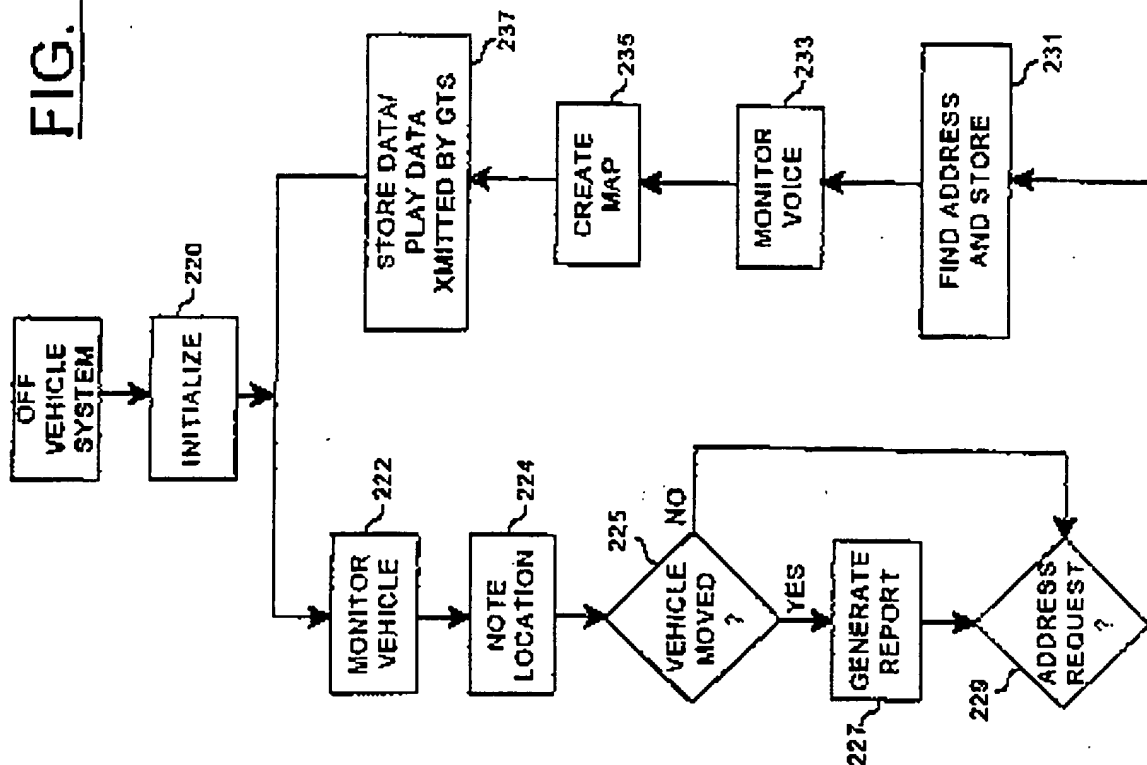 FIG.
OFF
VEHICLE
SYSTEM
220
INITIALIZE
222
MONITOR
VEHICLE
224
NOTE
LOCATION
225
VEHICLE
MOVED
?
NO
YES
GENERATE
REPORT
227
ADDRESS
REQUEST
?
229
237
STORE DATA/
PLAY DATA
XMITTED BY GTS
235
CREATE
MAP
233
MONITOR
VOICE
231
FIND ADDRESS
AND STORE